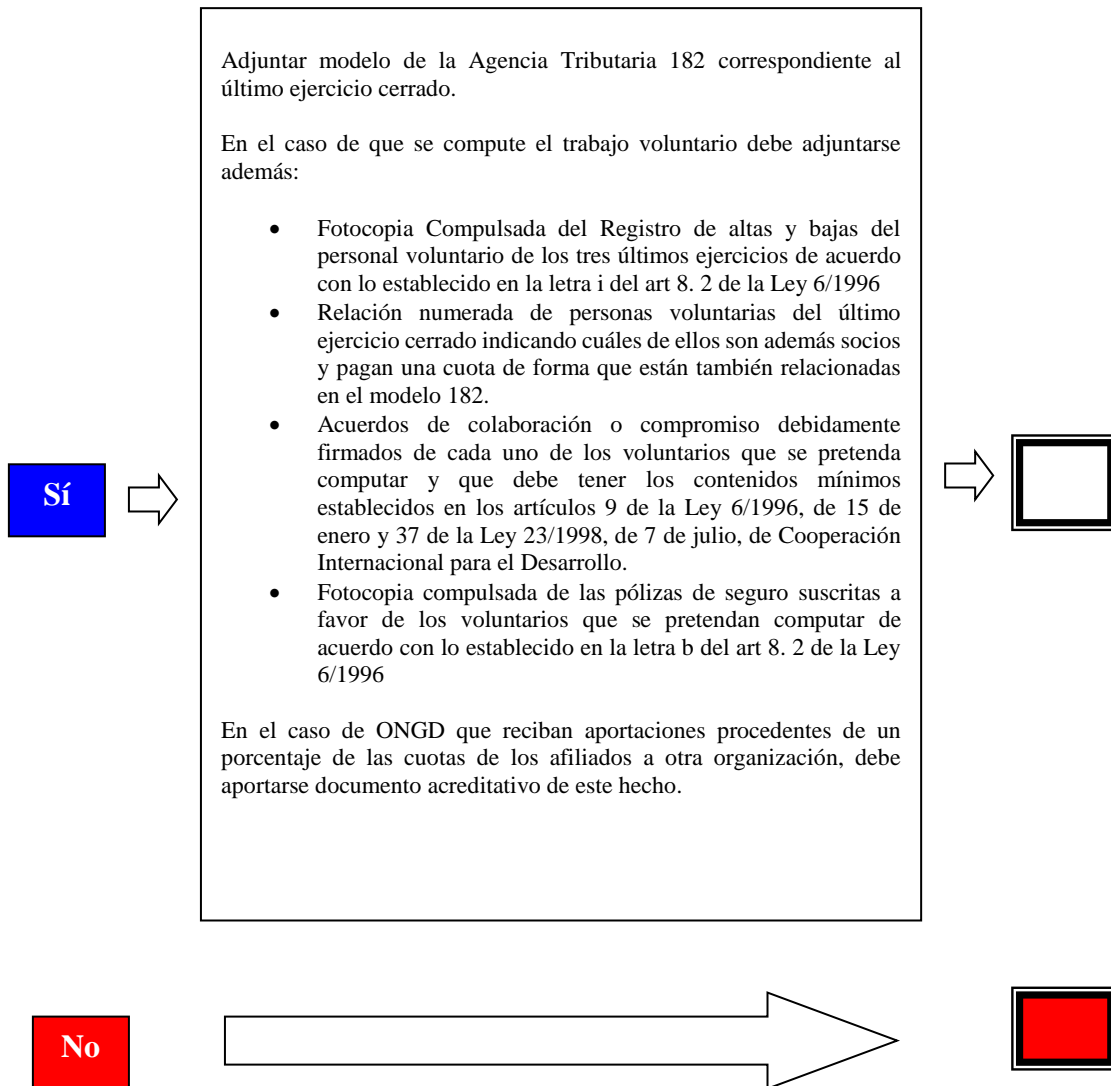 Adjuntar modelo de la Agencia Tributaria 182 correspondiente al
último ejercicio cerrado.
En el caso de que se compute el trabajo voluntario debe adjuntarse
además:
• Fotocopia Compulsada del Registro de altas y bajas del
personal voluntario de los tres últimos ejercicios de acuerdo
con lo establecido en la letra i del art 8. 2 de la Ley 6/1996
• Relación numerada de personas voluntarias del último
ejercicio cerrado indicando cuáles de ellos son además socios
y pagan una cuota de forma que están también relacionadas
en el modelo 182.
• Acuerdos de colaboración o compromiso debidamente
firmados de cada uno de los voluntarios que se pretenda
computar y que debe tener los contenidos mínimos
establecidos en los artículos 9 de la Ley 6/1996, de 15 de
enero y 37 de la Ley 23/1998, de 7 de julio, de Cooperación
Internacional para el Desarrollo.
• Fotocopia compulsada de las pólizas de seguro suscritas a
favor de los voluntarios que se pretendan computar de
acuerdo con lo establecido en la letra b del art 8. 2 de la Ley
6/1996
En el caso de ONGD que reciban aportaciones procedentes de un
porcentaje de las cuotas de los afiliados a otra organización, debe
aportarse documento acreditativo de este hecho.
Sí
No